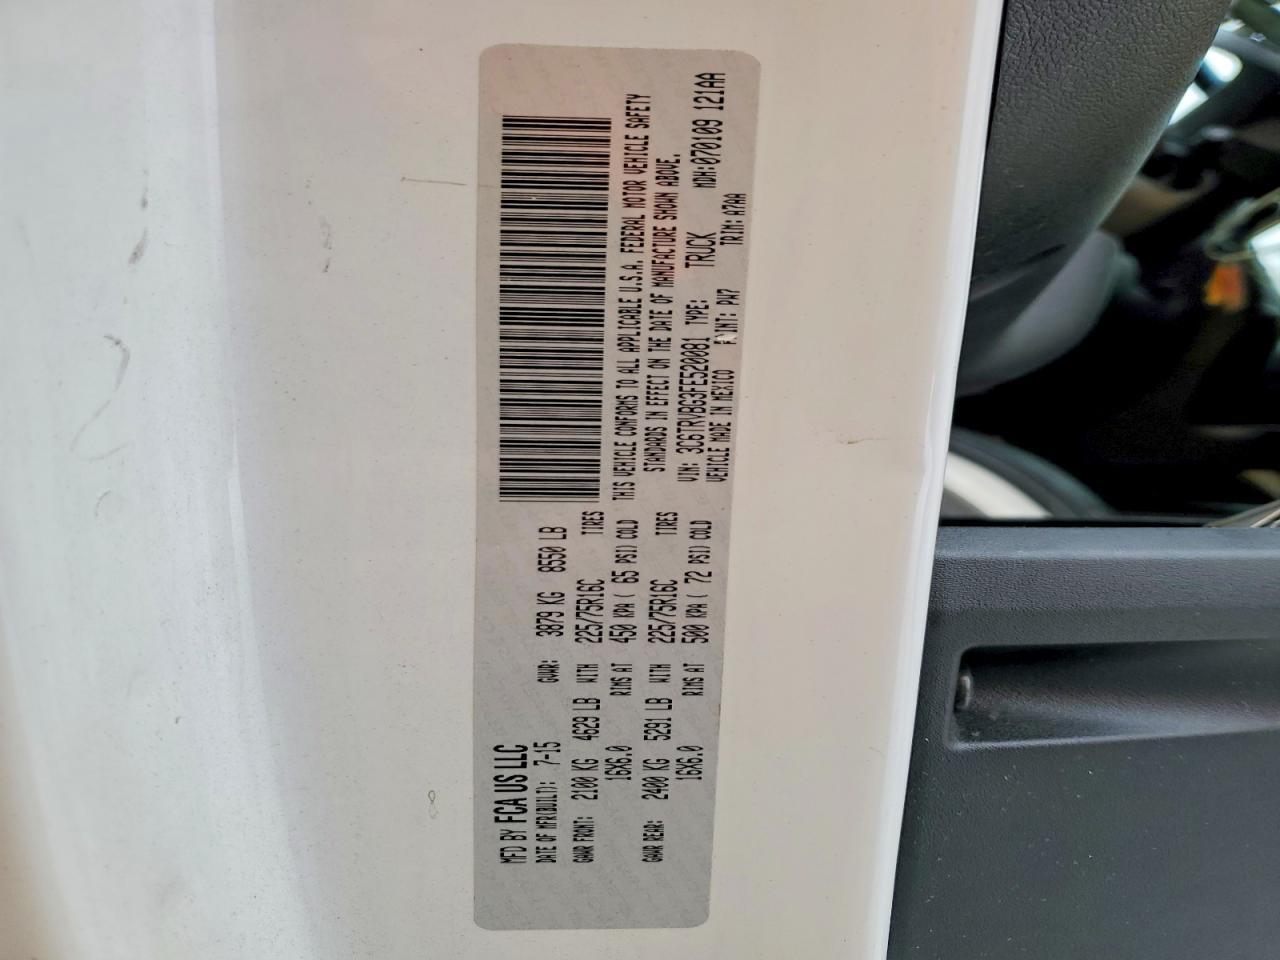 MFD BY FCA US LLC
DATE OF MFR(BUILT): 7-15 GVWR: 3879 KG 8550 LB
GAWR FRONT: 2100 KG 4629 LB WITH 225/75R16C TIRES
16X6.0 RIMS AT 450 KPA ( 65 PSI) COLD
GAWR REAR: 2400 KG 5291 LB WITH 225/75R16C TIRES
16X6.0 RIMS AT 500 KPA ( 72 PSI) COLD
THIS VEHICLE CONFORMS TO ALL APPLICABLE U.S.A. FEDERAL MOTOR VEHICLE SAFETY
STANDARDS IN EFFECT ON THE DATE OF MANUFACTURE SHOWN ABOVE.
VIN: 3C6TRVBG3FE520081 TYPE: TRUCK MDH:070109 121AA
VEHICLE MADE IN MEXICO PAINT: PW7 TRIM: A7AA